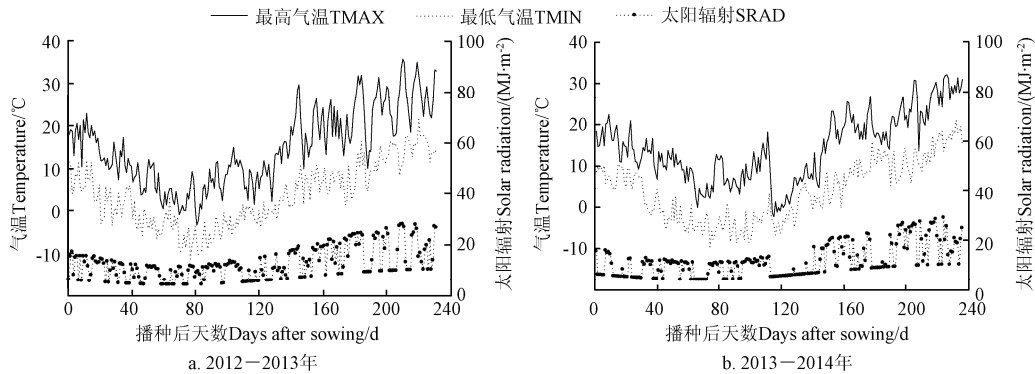 最高气温TMAX 最低气温TMIN 太阳辐射SRAD
气温Temperature/℃
40
30
20
10
0
-10
太阳辐射Solar radiation/(MJ·m-2)
100
80
60
40
20
0
0 40 80 120 160 200 240
播种后天数Days after sowing/d
a. 2012－2013年
气温Temperature/℃
40
30
20
10
0
-10
太阳辐射Solar radiation/(MJ·m-2)
100
80
60
40
20
0
0 40 80 120 160 200 240
播种后天数Days after sowing/d
b. 2013－2014年